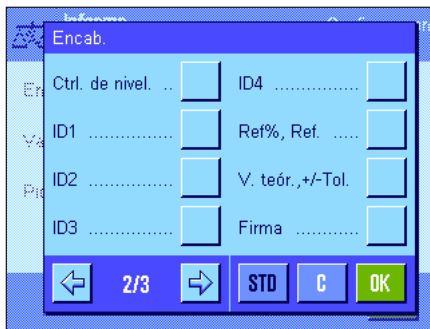 Encab.
Ctrl. de nivel. ..
ID4 ................
ID1 ................
Ref%, Ref. .....
ID2 ................
V. teór.,+/-Tol.
ID3 ................
Firma ............
2/3
STD
C
OK